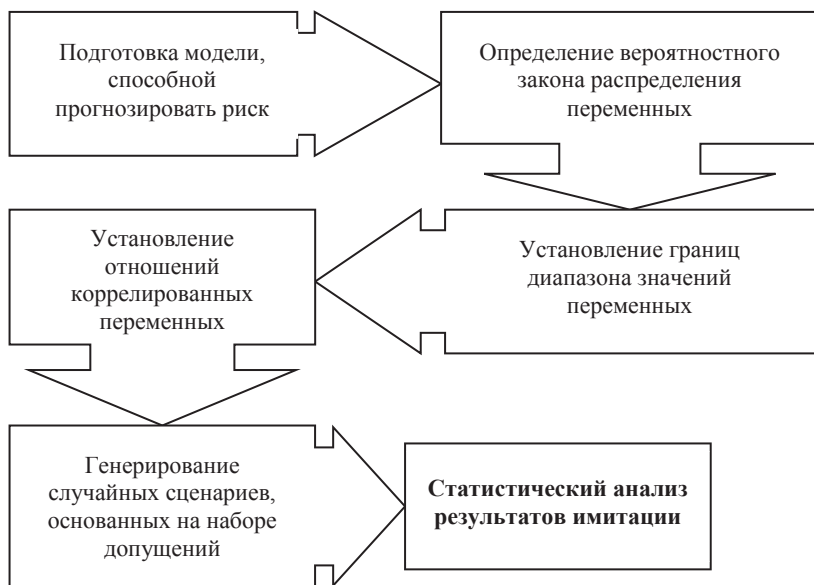 Подготовка модели,
способной
прогнозировать риск
Определение вероятностного
закона распределения
переменных
Установление границ
диапазона значений
переменных
Установление
отношений
коррелированных
переменных
Генерирование
случайных сценариев,
основанных на наборе
допущений
Статистический анализ
результатов имитации